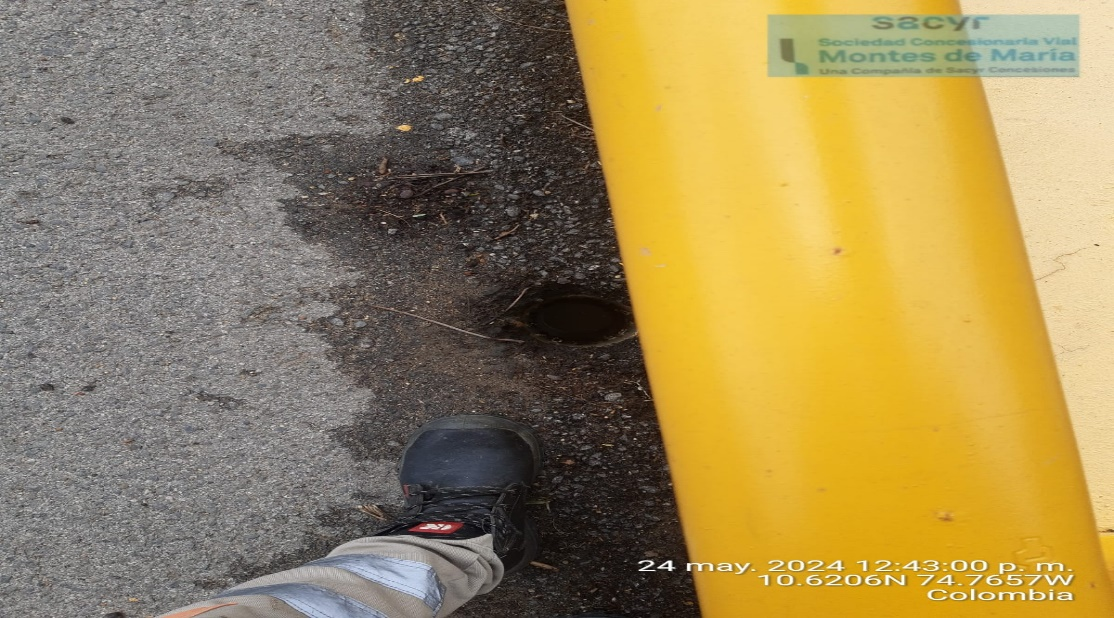 sacyr
Sociedad Concesionaria Vial
Montes de María
Una Compañía de Sacyr Concesiones
24 may. 2024 12:43:00 p. m.
10.6206N 74.7657W
Colombia